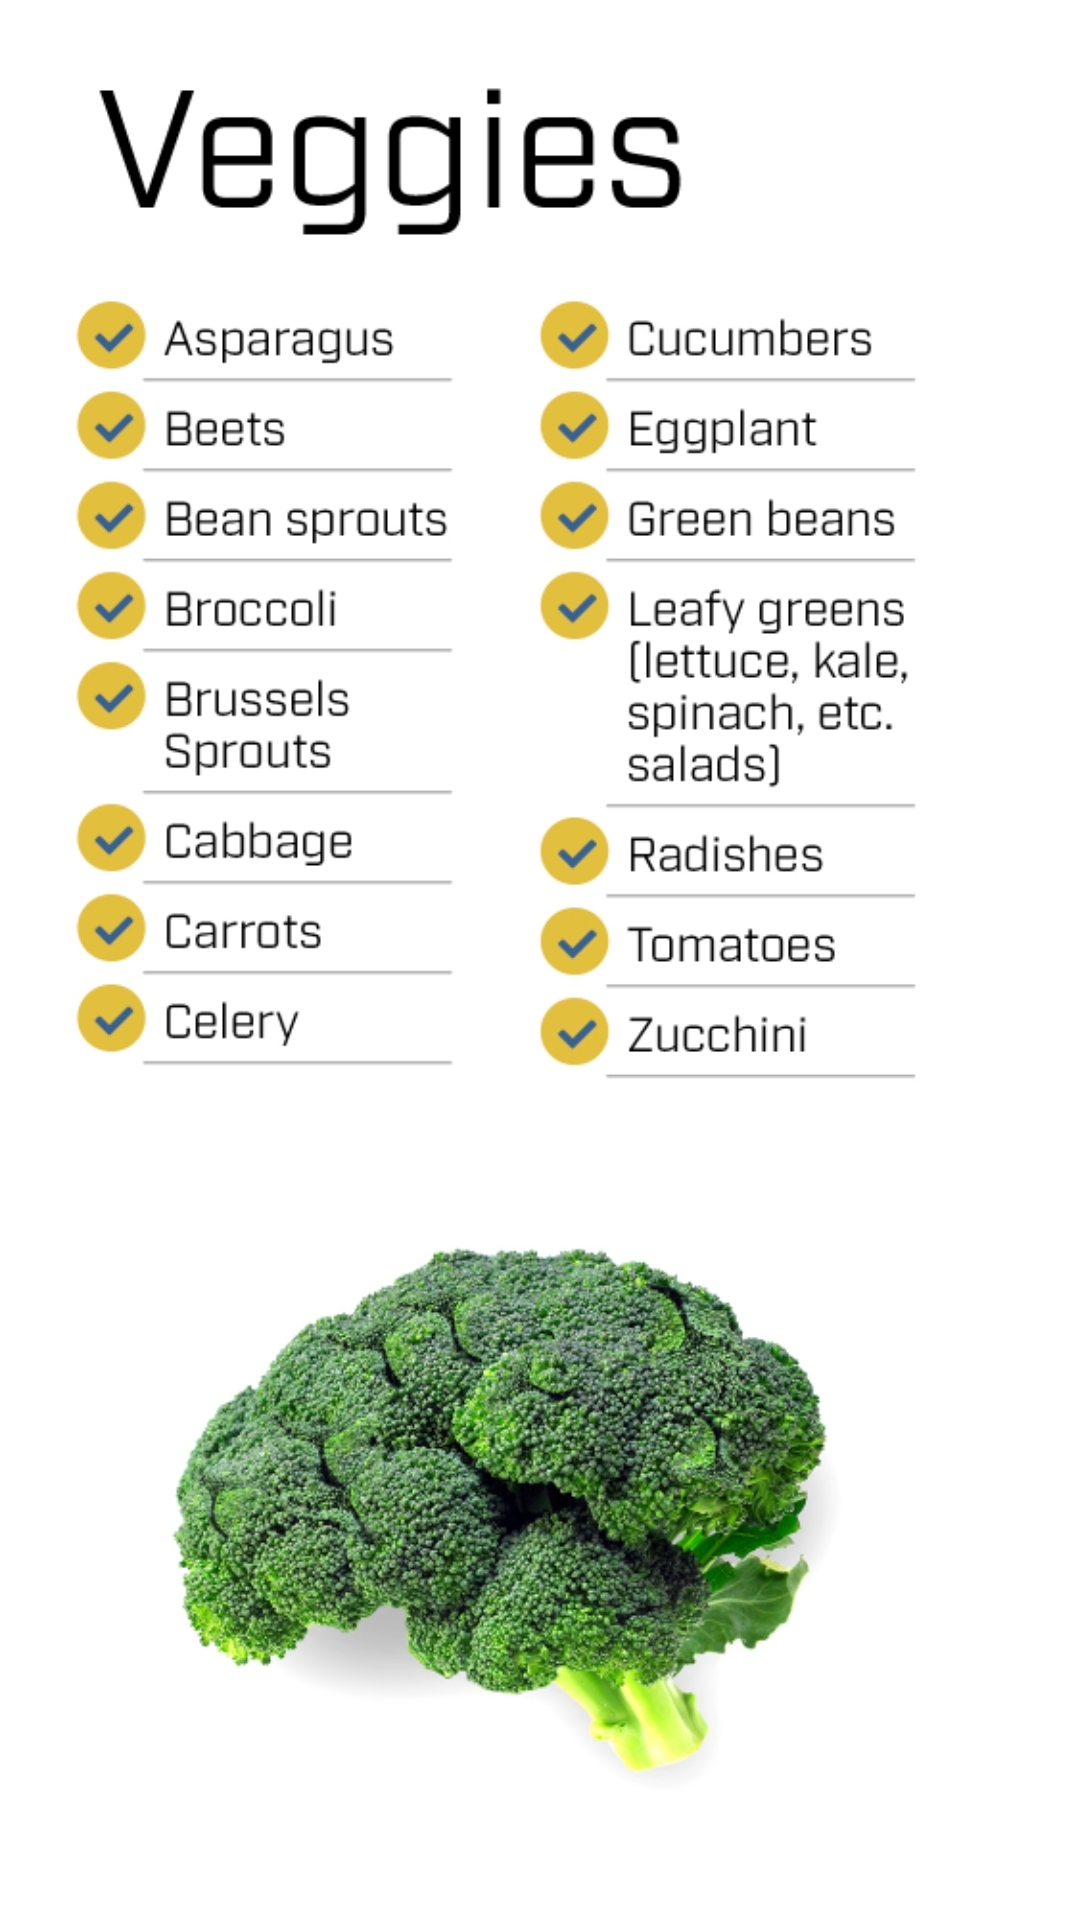 Veggies
Asparagus
Beets
Bean sprouts
Broccoli
Brussels
Sprouts
Cabbage
Carrots
Celery
Cucumbers
Eggplant
Green beans
Leafy greens
(lettuce, kale,
spinach, etc.
salads)
Radishes
Tomatoes
Zucchini